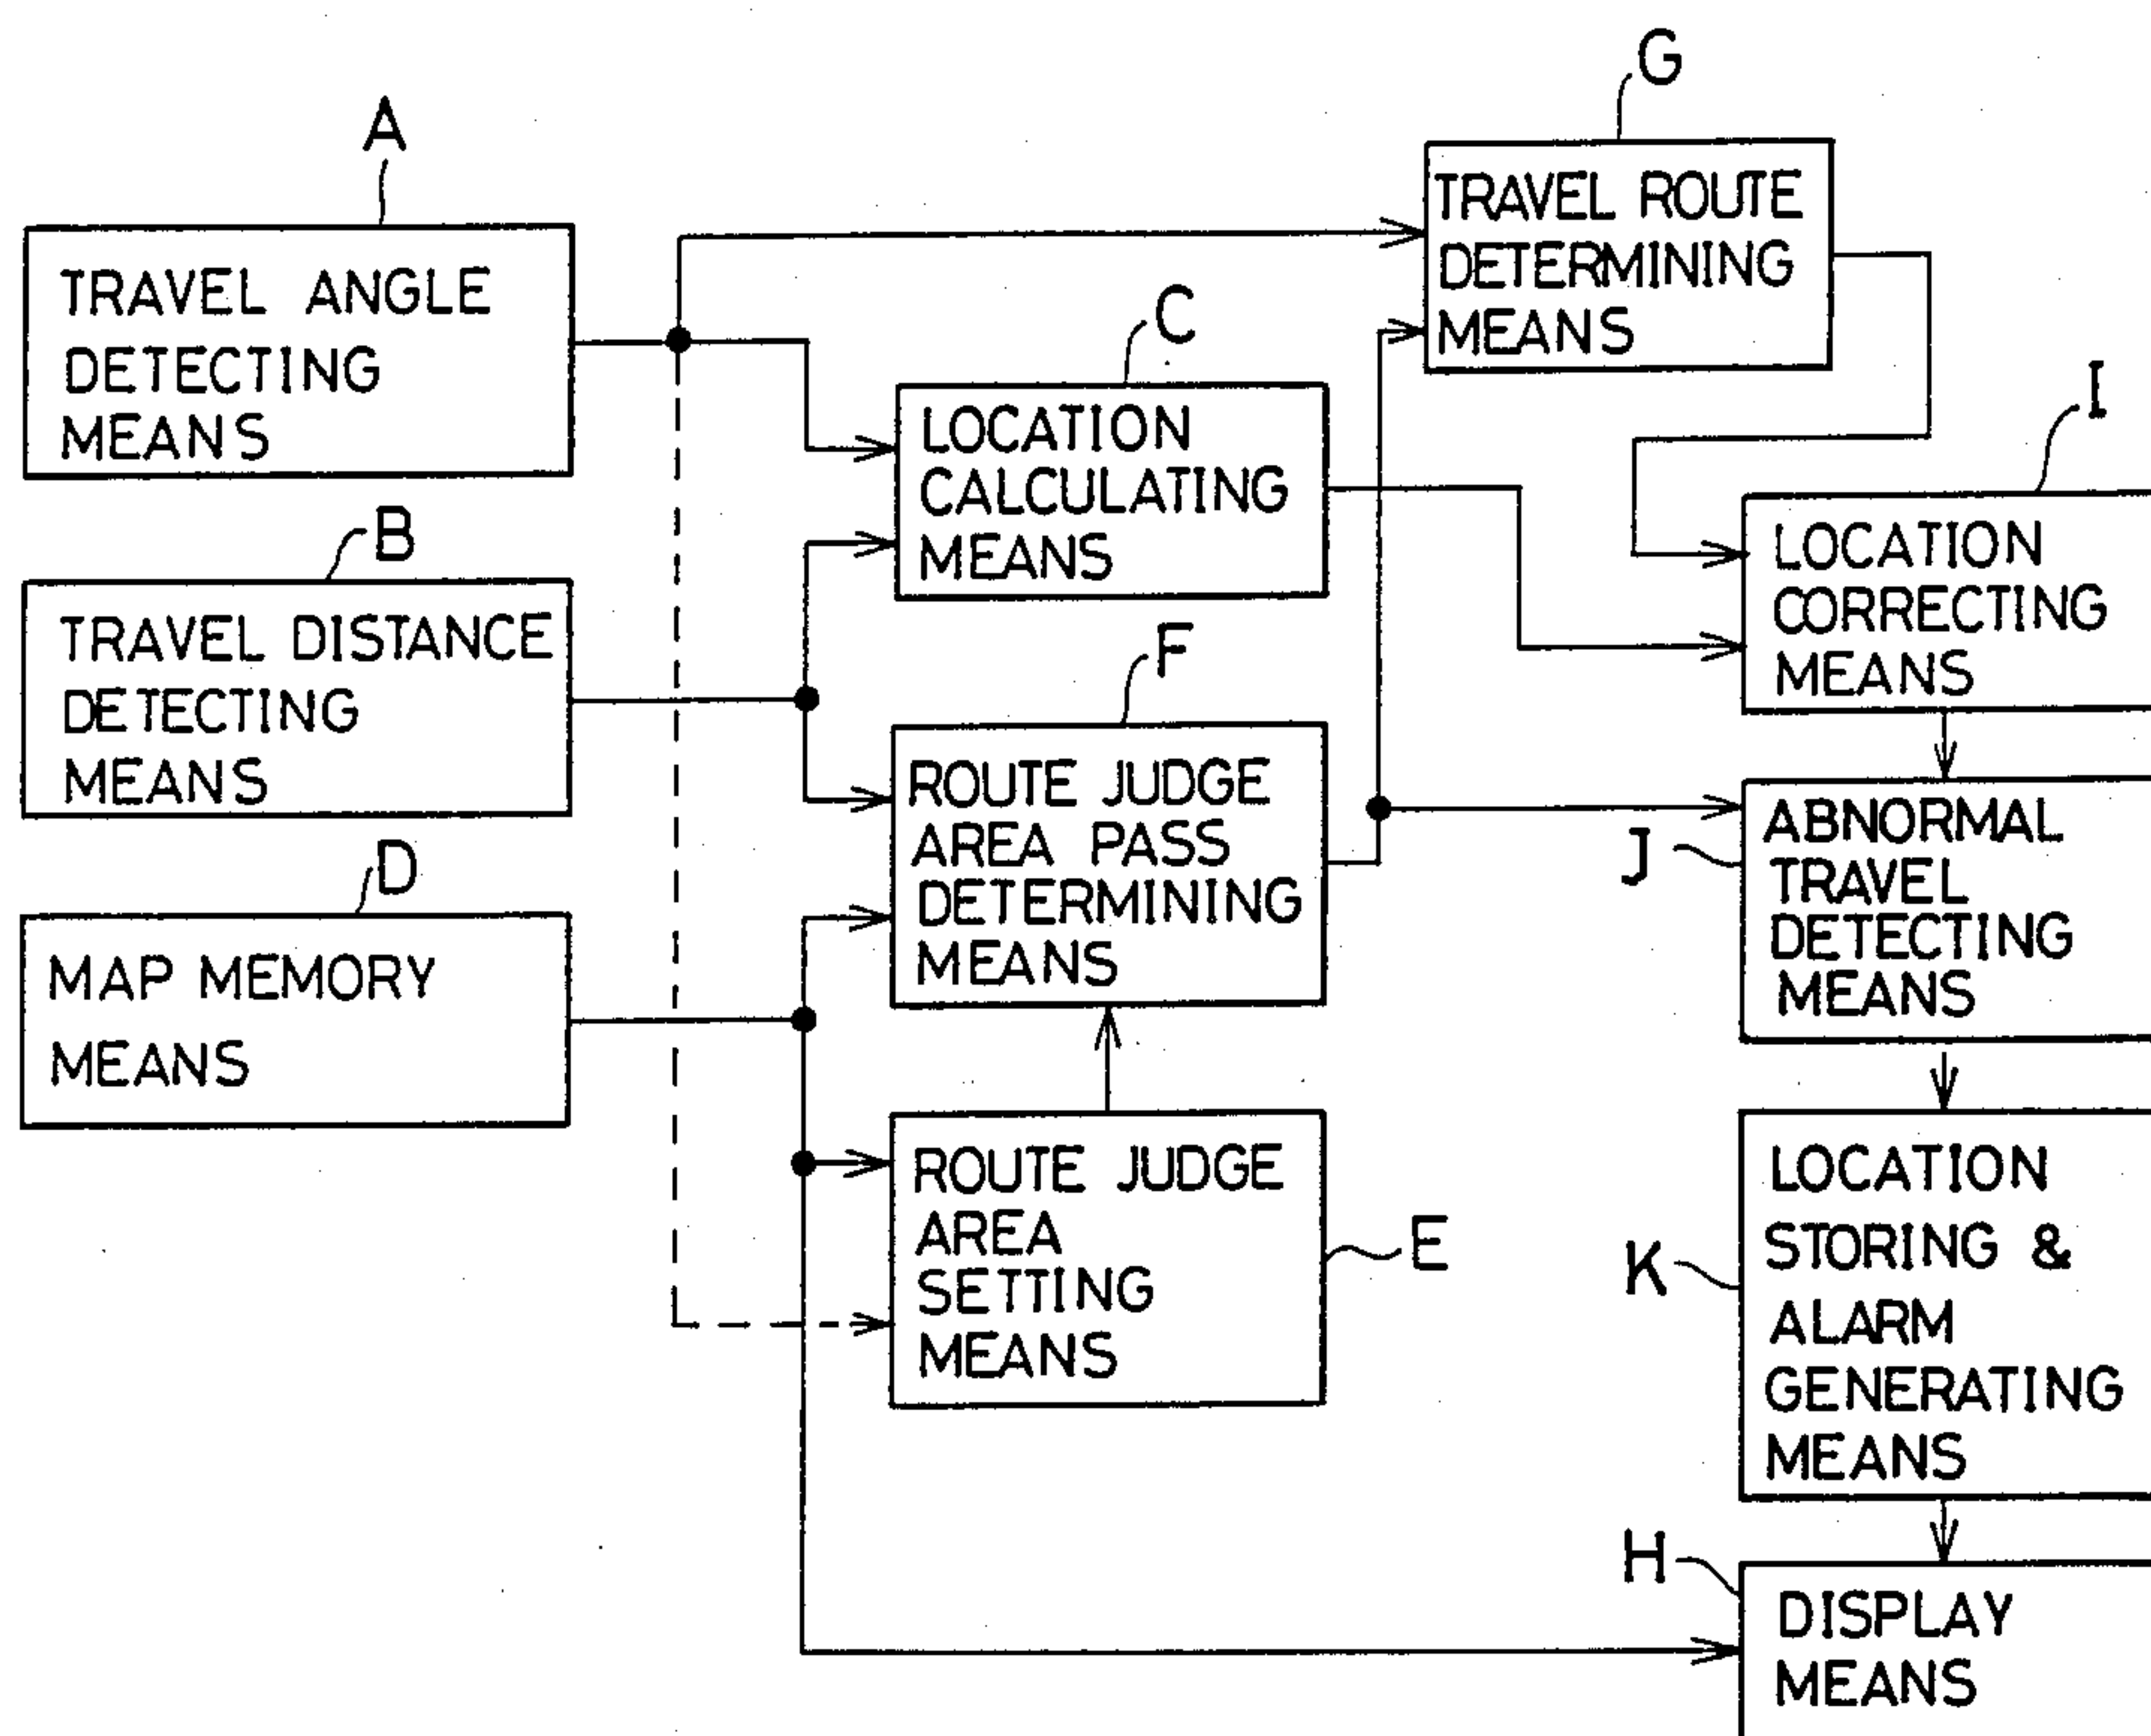 A
TRAVEL ANGLE
DETECTING
MEANS
B
TRAVEL DISTANCE
DETECTING
MEANS
D
MAP MEMORY
MEANS
C
LOCATION
CALCULATING
MEANS
F
ROUTE JUDGE
AREA PASS
DETERMINING
MEANS
ROUTE JUDGE
AREA
SETTING
MEANS
E
G
TRAVEL ROUTE
DETERMINING
MEANS
I
LOCATION
CORRECTING
MEANS
J
ABNORMAL
TRAVEL
DETECTING
MEANS
K
LOCATION
STORING &
ALARM
GENERATING
MEANS
H
DISPLAY
MEANS